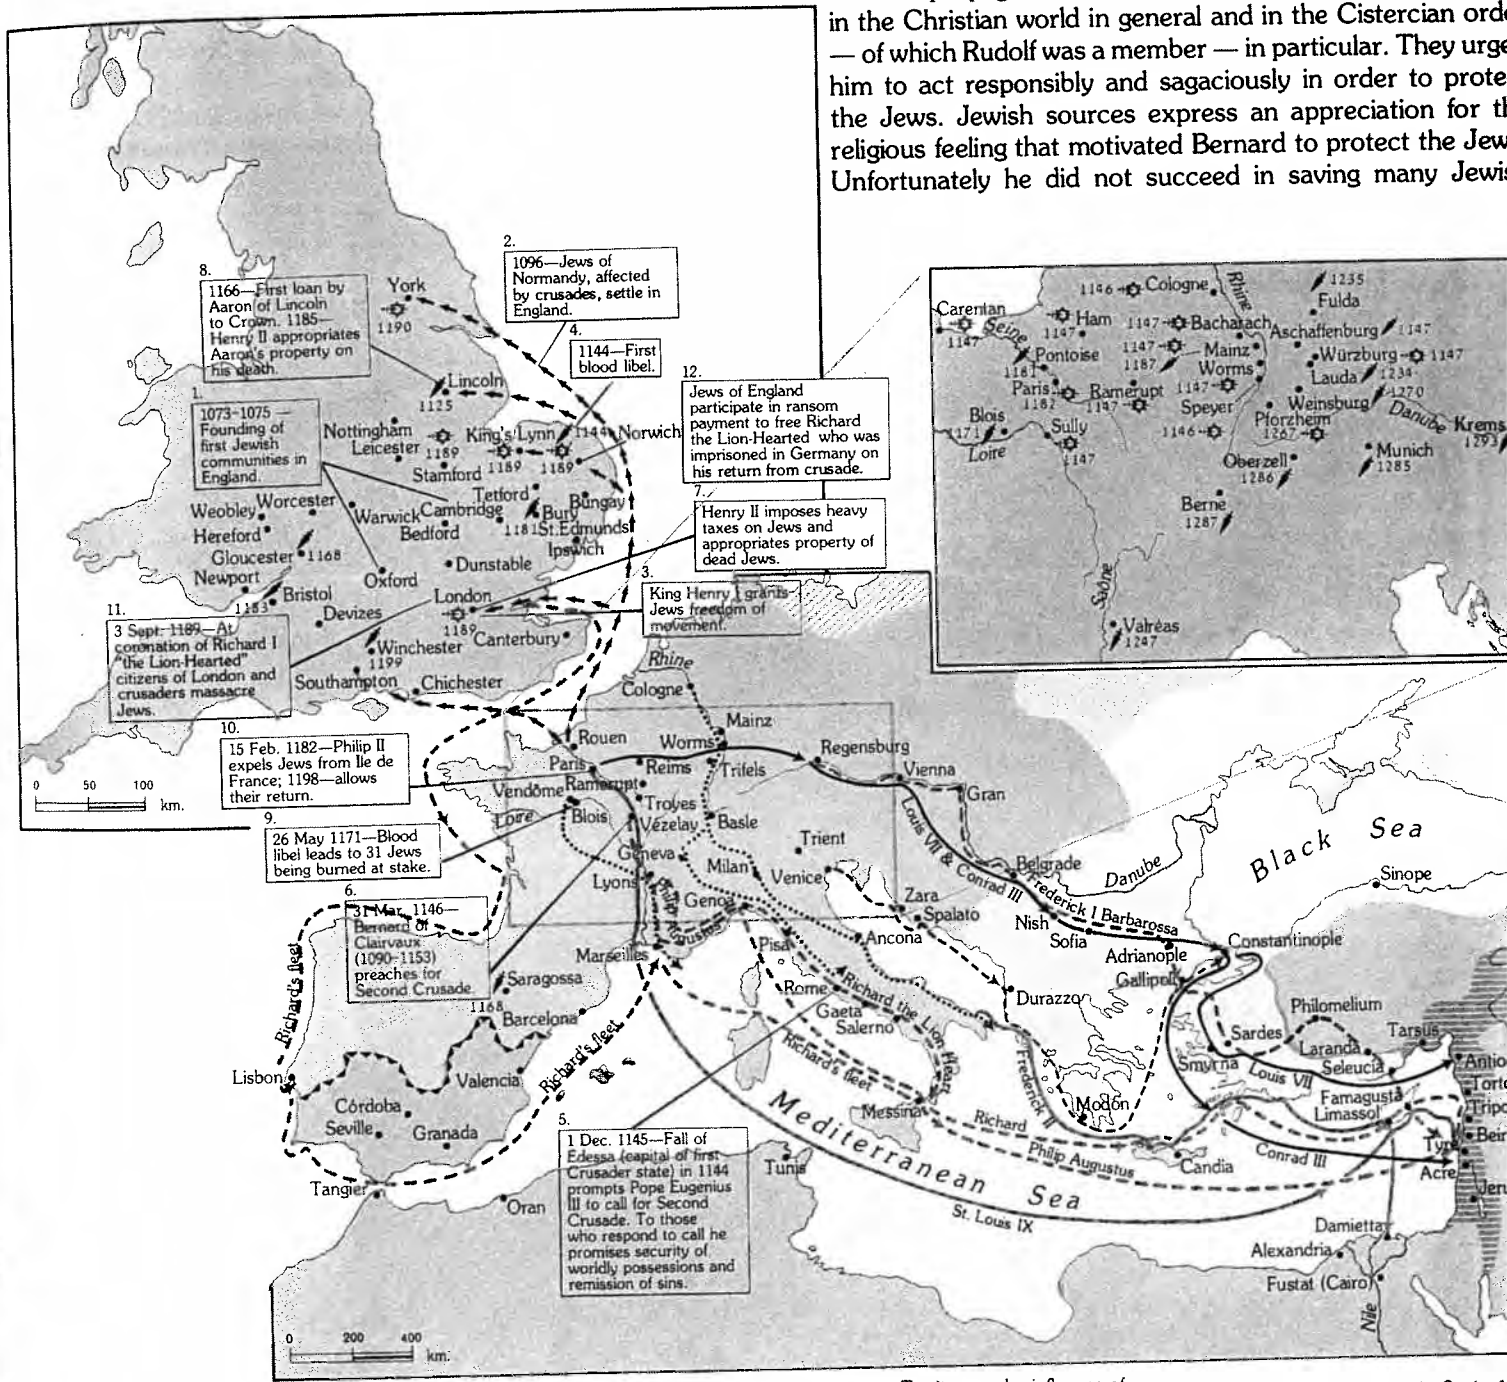 in the Christian world in general and in the Cistercian
— of which Rudolf was a member — in particular. They
him to act responsibly and sagaciously in order to
the Jews. Jewish sources express an appreciation for
religious feeling that motivated Bernard to protect the
Unfortunately he did not succeed in saving many
8.
1166—First loan by
Aaron of Lincoln
to Crown. 1185—
Henry II appropriates
Aaron's property on
his death.
York
1190
2.
1096—Jews of
Normandy, affected
by crusades, settle in
England.
4.
1144—First
blood libel.
12.
Jews of England
participate in ransom
payment to free Richard
the Lion-Hearted who was
imprisoned in Germany on
his return from crusade.
1.
1073-1075 —
Founding of
first Jewish
communities in
England.
7.
Henry II imposes heavy
taxes on Jews and
appropriates property of
dead Jews.
3.
King Henry I grants
Jews freedom of
movement.
11.
3 Sept. 1189—At
coronation of Richard I
"the Lion-Hearted"
citizens of London and
crusaders massacre
Jews.
Lincoln
1125
Nottingham
Leicester 1189
King's Lynn
1189
1144 Norwich
1189
Stamford
Tetford
Bungay
Weobley
Worcester
Warwick
Cambridge
Bury
St. Edmunds
1181
Hereford
Bedford
Ipswich
Gloucester 1168
Newport
Oxford
Dunstable
Bristol
1183
Devizes
London
1189
Canterbury
Winchester
1199
Southampton
Chichester
0 50 100
km.
10.
15 Feb. 1182—Philip II
expels Jews from Ile de
France; 1198—allows
their return.
9.
26 May 1171—Blood
libel leads to 31 Jews
being burned at stake.
6.
31 Mar. 1146—
Bernard of
Clairvaux
(1090-1153)
preaches for
Second Crusade
5.
1 Dec. 1145—Fall of
Edessa (capital of first
Crusader state) in 1144
prompts Pope Eugenius
III to call for Second
Crusade. To those
who respond to call he
promises security of
worldly possessions and
remission of sins.
1146 Cologne
Rhine
1235
Fulda
Carentan
1147
Seine
Ham
1147
1147 Bacharach
Aschaffenburg 1147
Pontoise
1181
1147
Mainz
1187
Würzburg 1147
Paris
1182
Ramerupt
1147
Worms
1147
Lauda 1234
Speyer
1146
Weinsburg 1270
Danube
Krems
1293
Blois
1171
Loire
Sully
1147
Pforzheim
1267
Oberzell
1286
Munich
1285
Berne
1287
Saône
Valréas
1247
Rhine
Cologne
Mainz
Rouen
Worms
Regensburg
Paris
Reims
Trifels
Vienna
Vendôme
Ramerupt
Gran
Troyes
Loire
Blois
Vézelay
Basle
Trient
Louis VII & Conrad III
Geneva
Milan
Venice
Belgrade
Danube
Black Sea
Lyons
Philip Augustus
Genoa
Zara
Spalato
Frederick I Barbarossa
Sinope
Nish
Sofia
Marseilles
Pisa
Ancona
Adrianople
Constantinople
Gallipoli
Saragossa
1168
Barcelona
Rome
Richard the Lion Heart
Durazzo
Gaeta
Salerno
Philomelium
Sardes
Tarsus
Laranda
Seleucia
Smyrna
Louis VII
Richard's fleet
Richard's fleet
Richard's fleet
Lisbon
Valencia
Frederick II
Córdoba
Seville
Granada
Messina
Modon
Famagusta
Limassol
Mediterranean Sea
Richard
Philip Augustus
Candia
Conrad III
Acre
Tangier
Oran
Tunis
St. Louis IX
Damietta
Alexandria
Fustat (Cairo)
Nile
0 200 400
km.